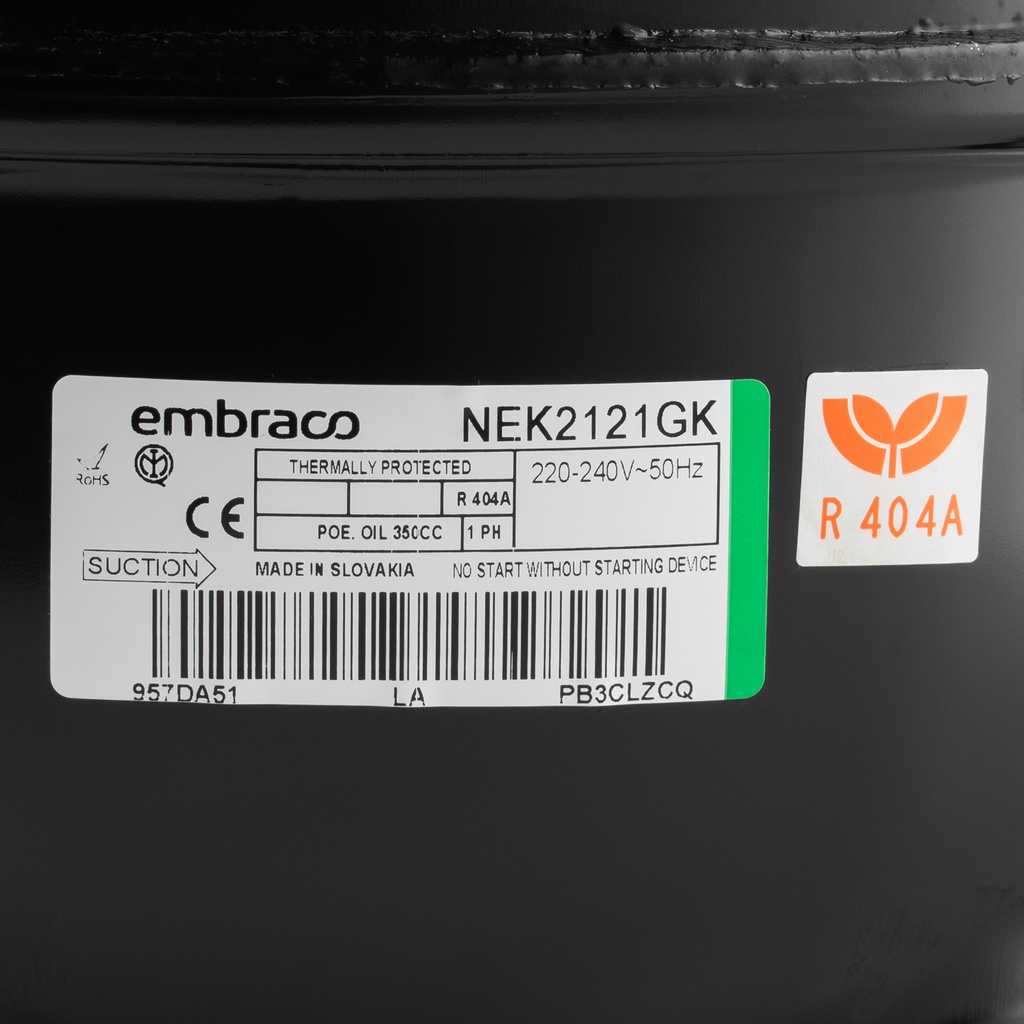 embraco NEK2121GK
RoHS
THERMALLY PROTECTED
220-240V~50Hz
R 404A
CE
POE. OIL 350CC 1 PH
SUCTION
MADE IN SLOVAKIA NO START WITHOUT STARTING DEVICE
957DA51 LA PB3CLZCQ
R 404A